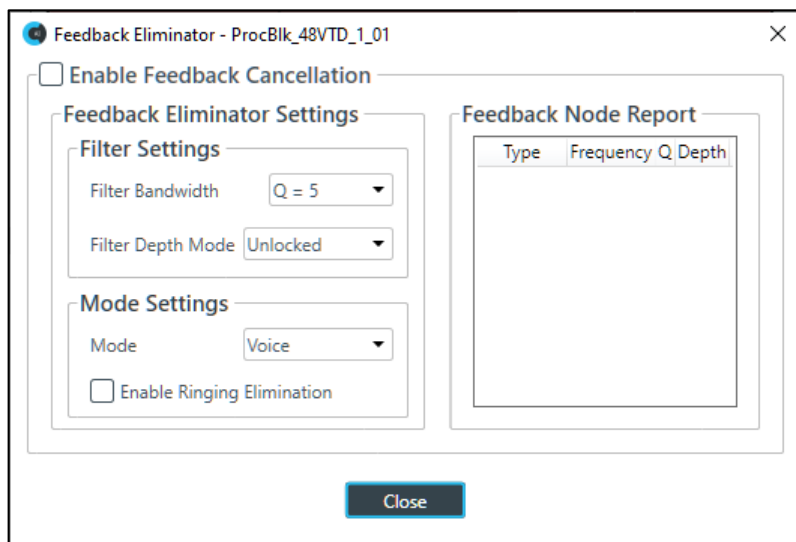 Feedback Eliminator - ProcBlk_48VTD_1_01
Enable Feedback Cancellation
Feedback Eliminator Settings
Filter Settings
Filter Bandwidth Q = 5
Filter Depth Mode Unlocked
Mode Settings
Mode Voice
Enable Ringing Elimination
Feedback Node Report
Type Frequency Q Depth
Close